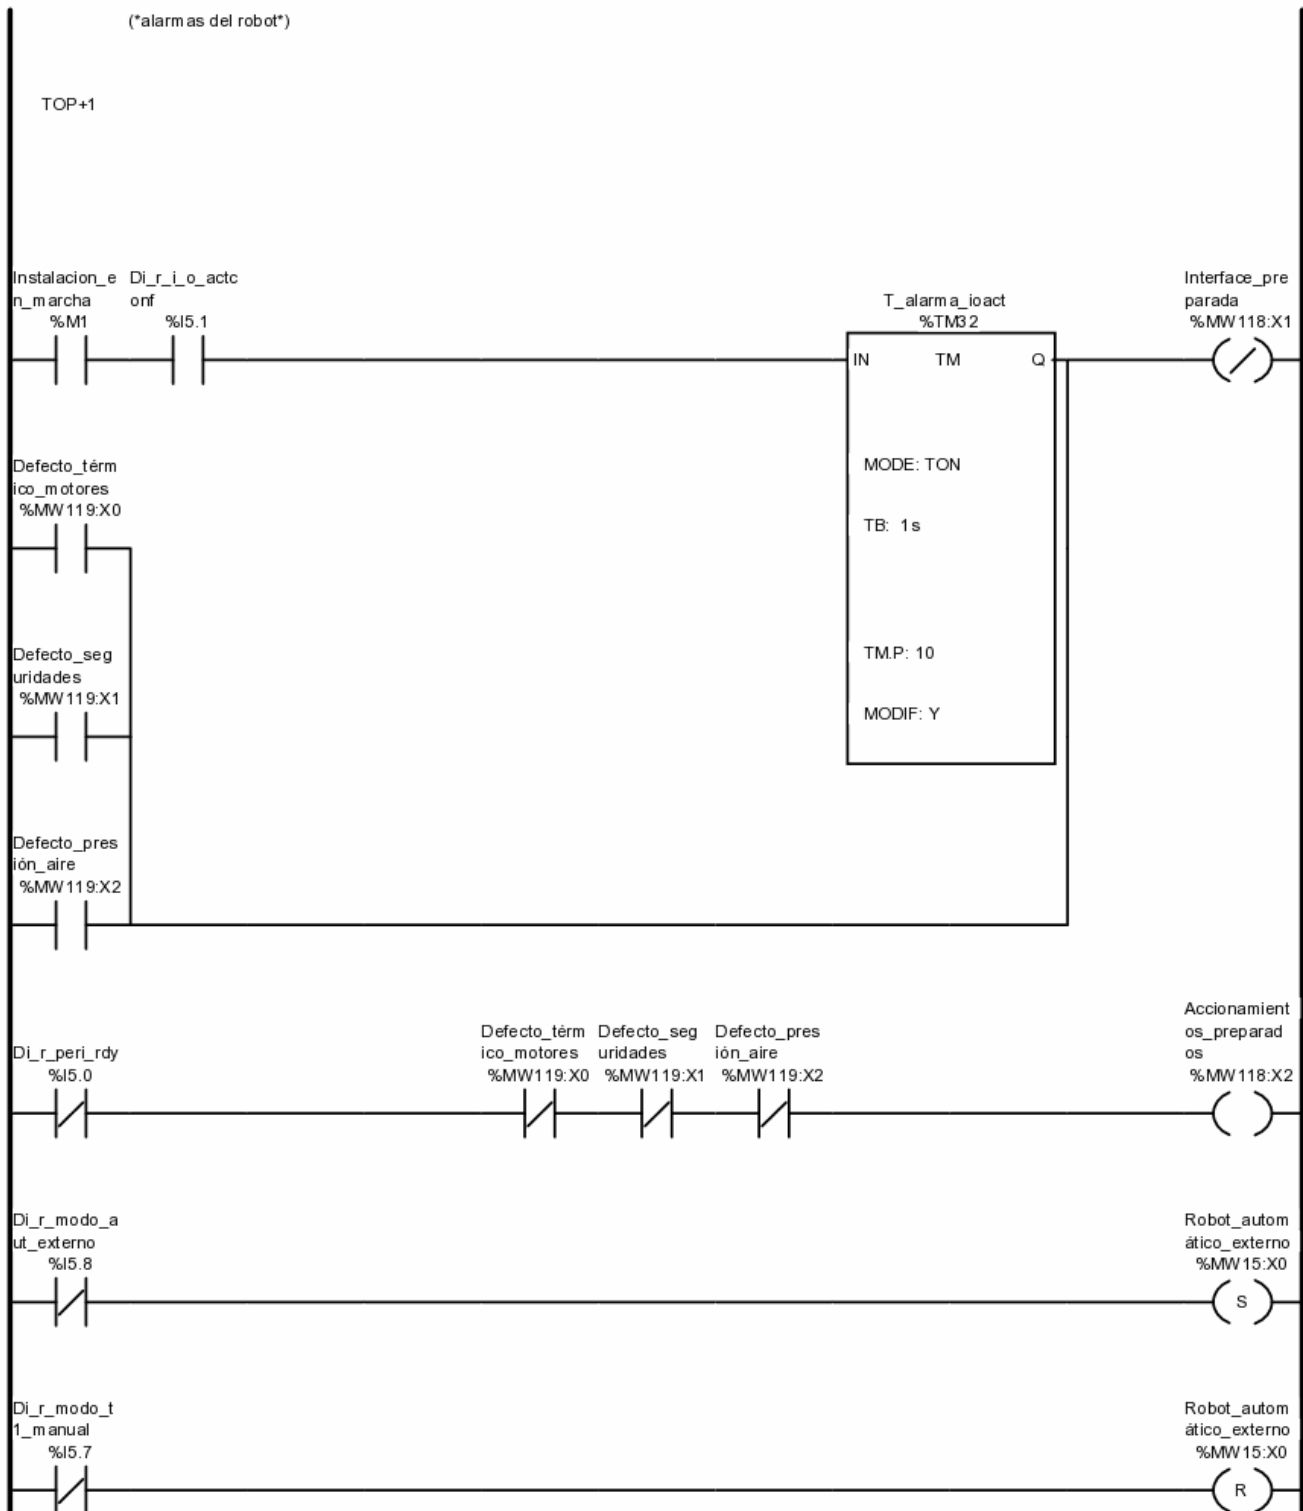 (*alarmas del robot*)
TOP+1
Instalacion_e Di_r_i_o_actc
n_marcha onf
%M1 %I5.1
T_alarma_ioact
%TM32
Interface_pre
parada
%MW118:X1
IN TM Q
MODE: TON
TB: 1s
TM.P: 10
MODIF: Y
Defecto_térm
ico_motores
%MW119:X0
Defecto_seg
uridades
%MW119:X1
Defecto_pres
ión_aire
%MW119:X2
Di_r_peri_rdy
%I5.0
Defecto_térm Defecto_seg Defecto_pres
ico_motores uridades ión_aire
%MW119:X0 %MW119:X1 %MW119:X2
Accionamient
os_preparad
os
%MW118:X2
Di_r_modo_a
ut_externo
%I5.8
Robot_autom
ático_externo
%MW15:X0
S
Di_r_modo_t
1_manual
%I5.7
Robot_autom
ático_externo
%MW15:X0
R